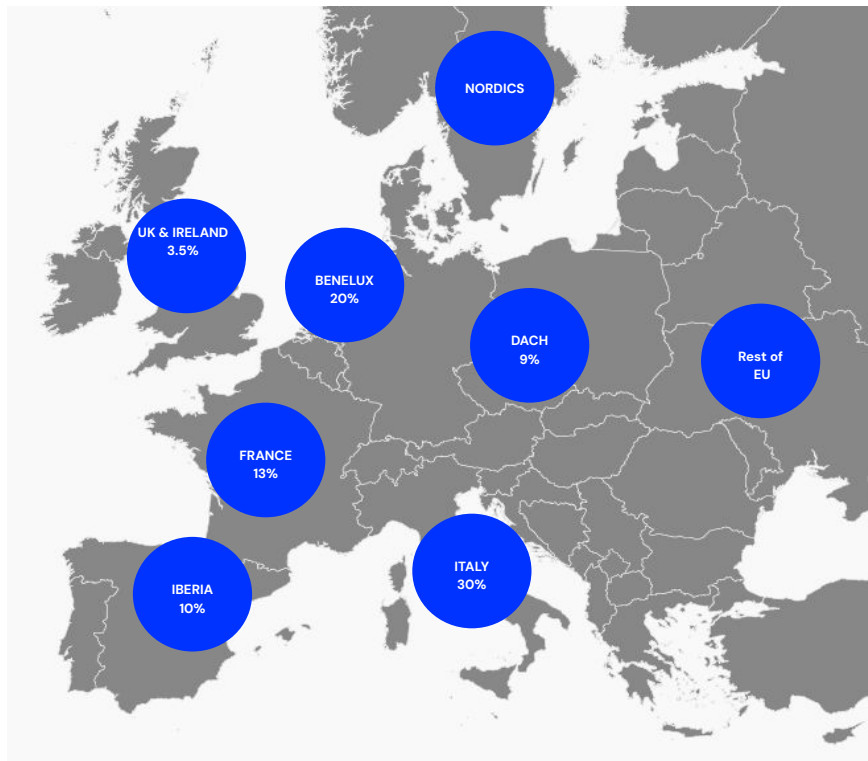 NORDICS
UK & IRELAND
3.5%
BENELUX
20%
DACH
9%
Rest of
EU
FRANCE
13%
ITALY
30%
IBERIA
10%